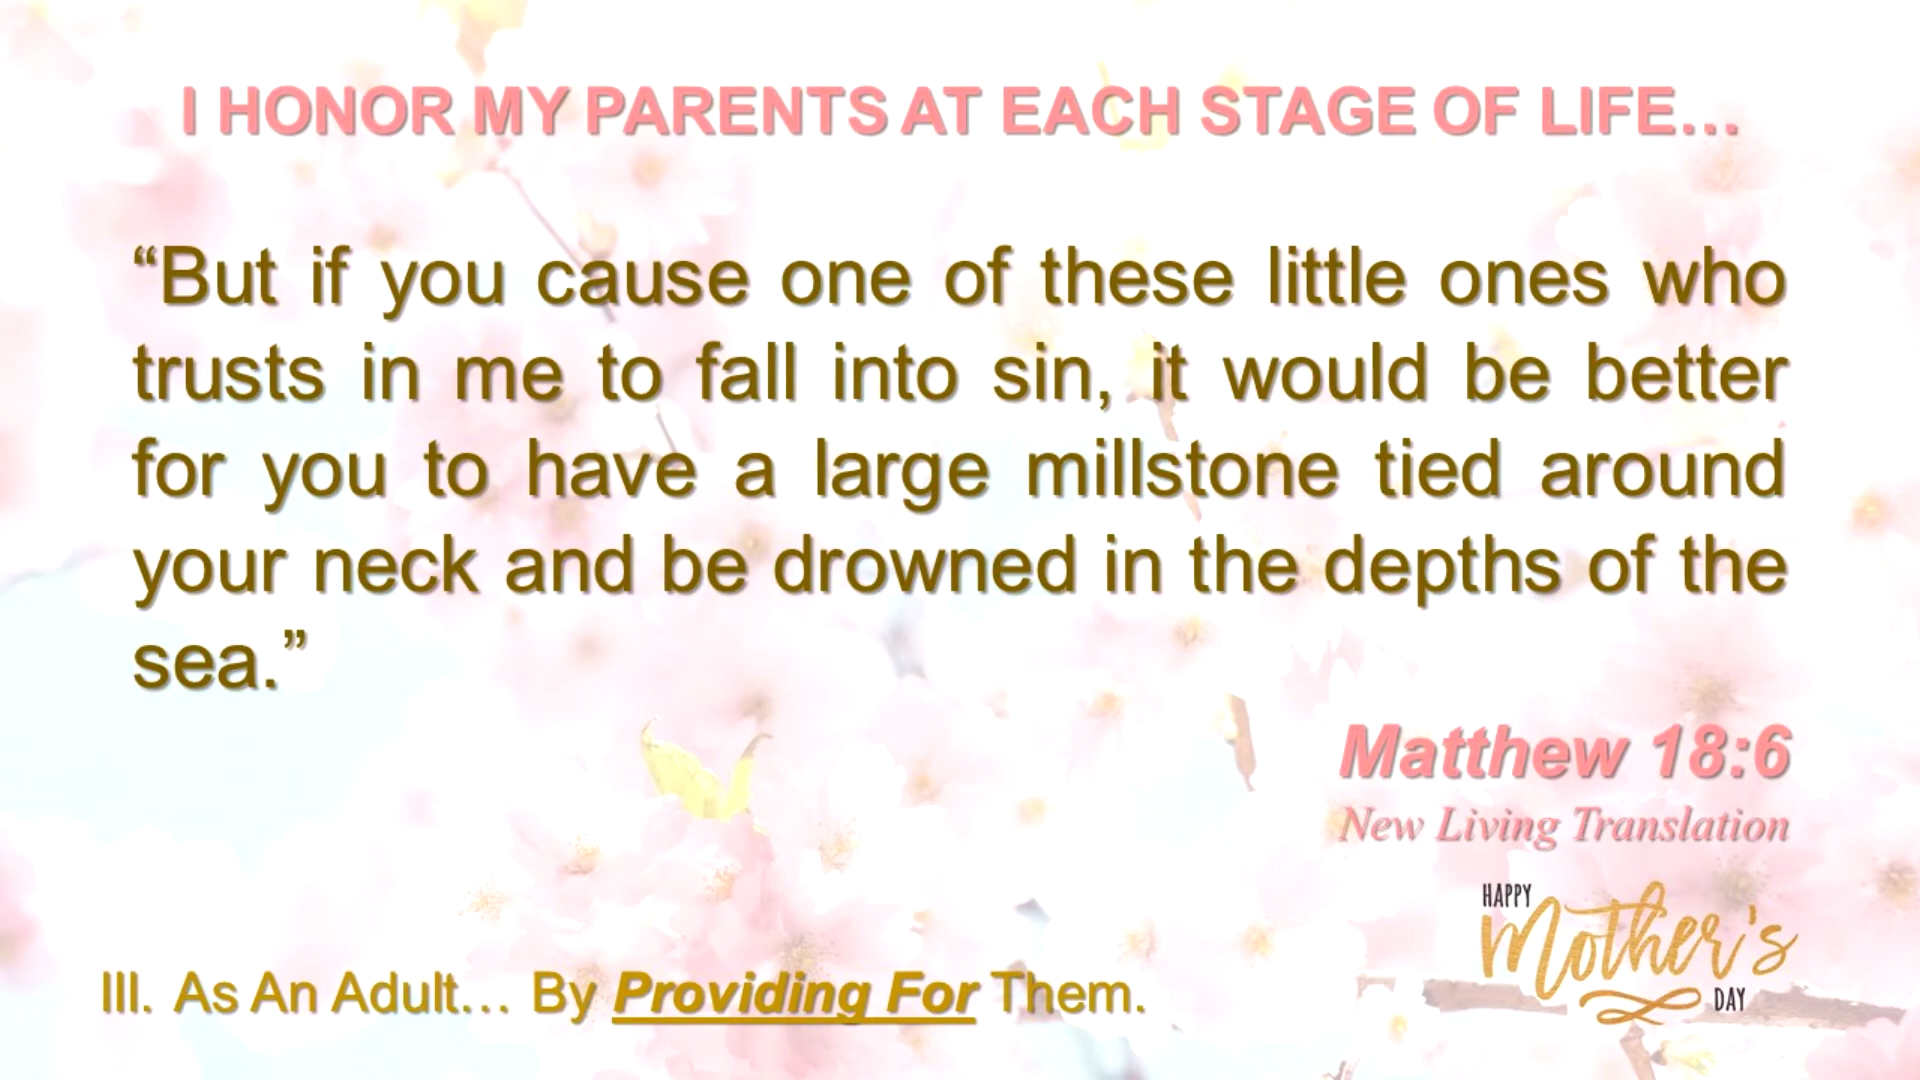 I HONOR MY PARENTS AT EACH STAGE OF LIFE…
“But if you cause one of these little ones who
trusts in me to fall into sin, it would be better
for you to have a large millstone tied around
your neck and be drowned in the depths of the
sea.”
Matthew 18:6
New Living Translation
HAPPY
Mother's
DAY
III. As An Adult… By Providing For Them.